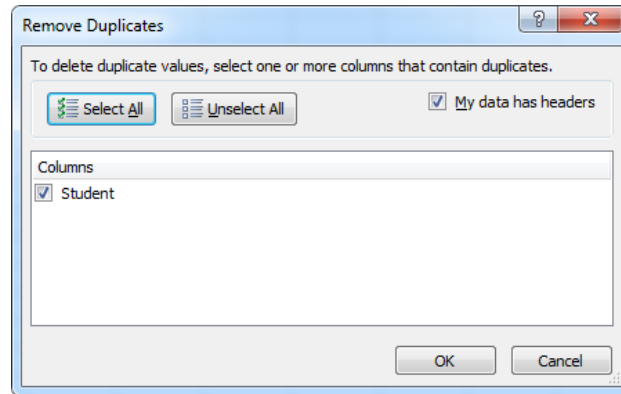 Remove Duplicates
To delete duplicate values, select one or more columns that contain duplicates.
Select All
Unselect All
My data has headers
Columns
Student
OK
Cancel